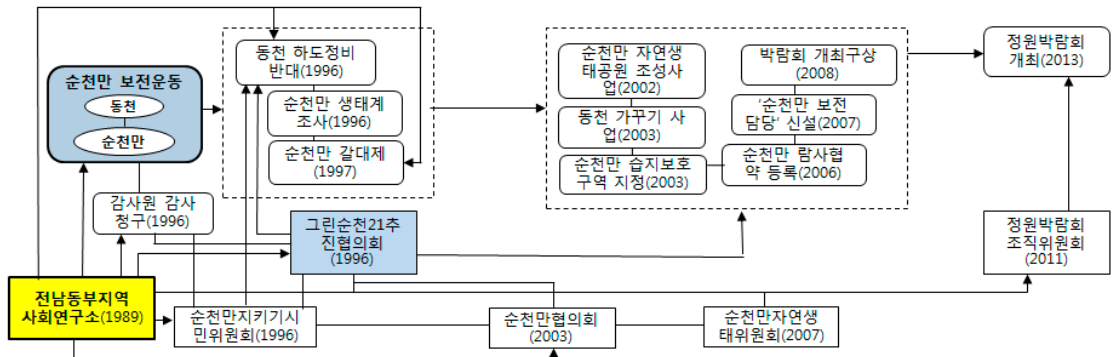 순천만 보전운동
동천
순천만
동천 하도정비
반대(1996)
순천만 생태계
조사(1996)
순천만 갈대제
(1997)
순천만 자연생
태공원 조성사
업(2002)
동천 가꾸기 사
업(2003)
순천만 습지보호
구역 지정(2003)
박람회 개최구상
(2008)
‘순천만 보전
담당’ 신설(2007)
순천만 람사협
약 등록(2006)
정원박람회
개최(2013)
감사원 감사
청구(1996)
그린순천21추
진협의회
(1996)
정원박람회
조직위원회
(2011)
전남동부지역
사회연구소(1989)
순천만지키기시
민위원회(1996)
순천만협의회
(2003)
순천만자연생
태위원회(2007)